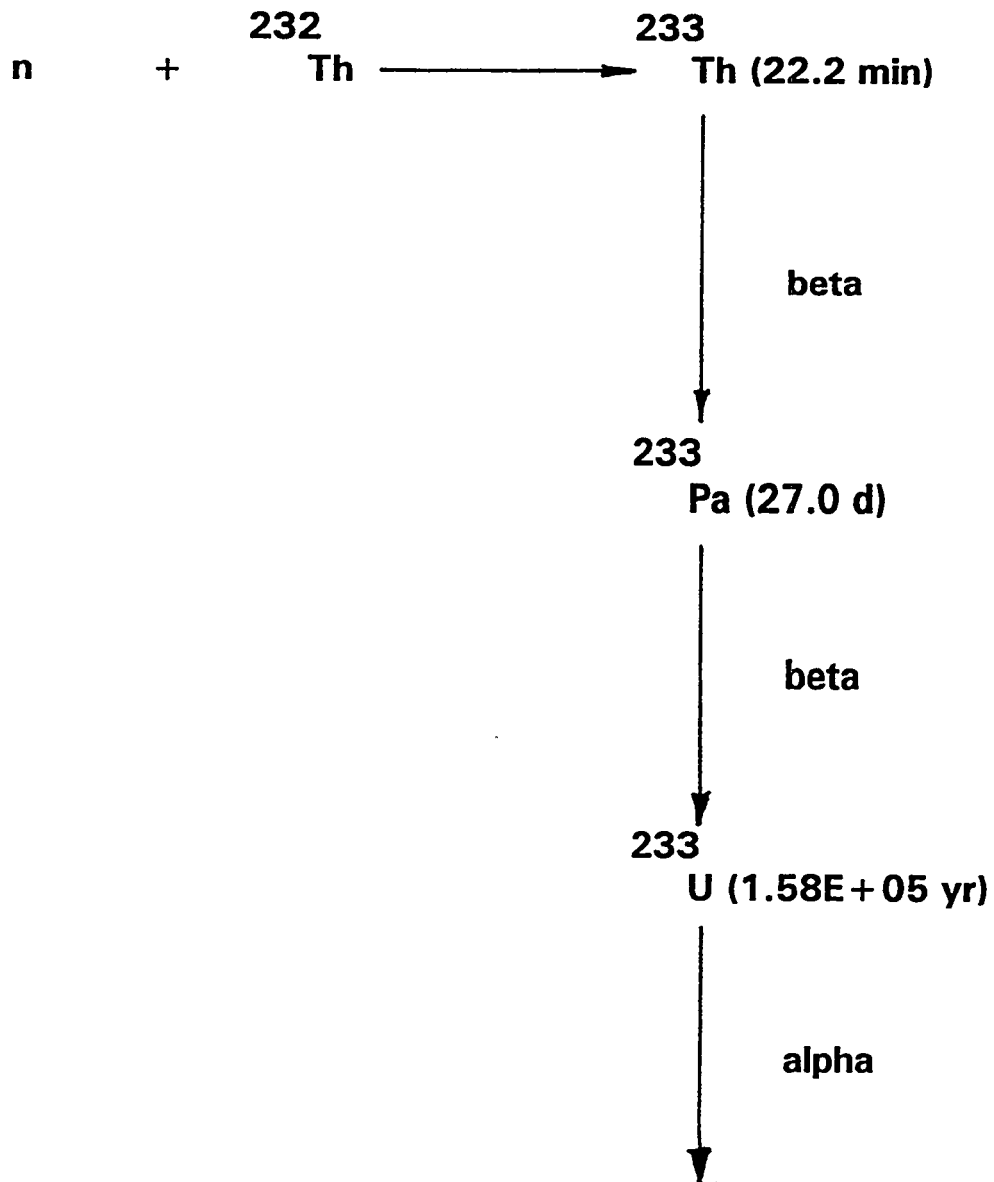 232 233
n + Th Th (22.2 min)
beta
233
Pa (27.0 d)
beta
233
U (1.58E+05 yr)
alpha